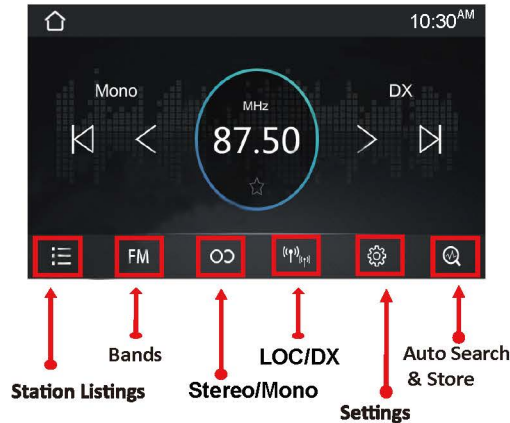 10:30AM
Mono
DX
MHz
87.50
FM
Bands
LOC/DX
Auto Search
& Store
Station Listings
Stereo/Mono
Settings